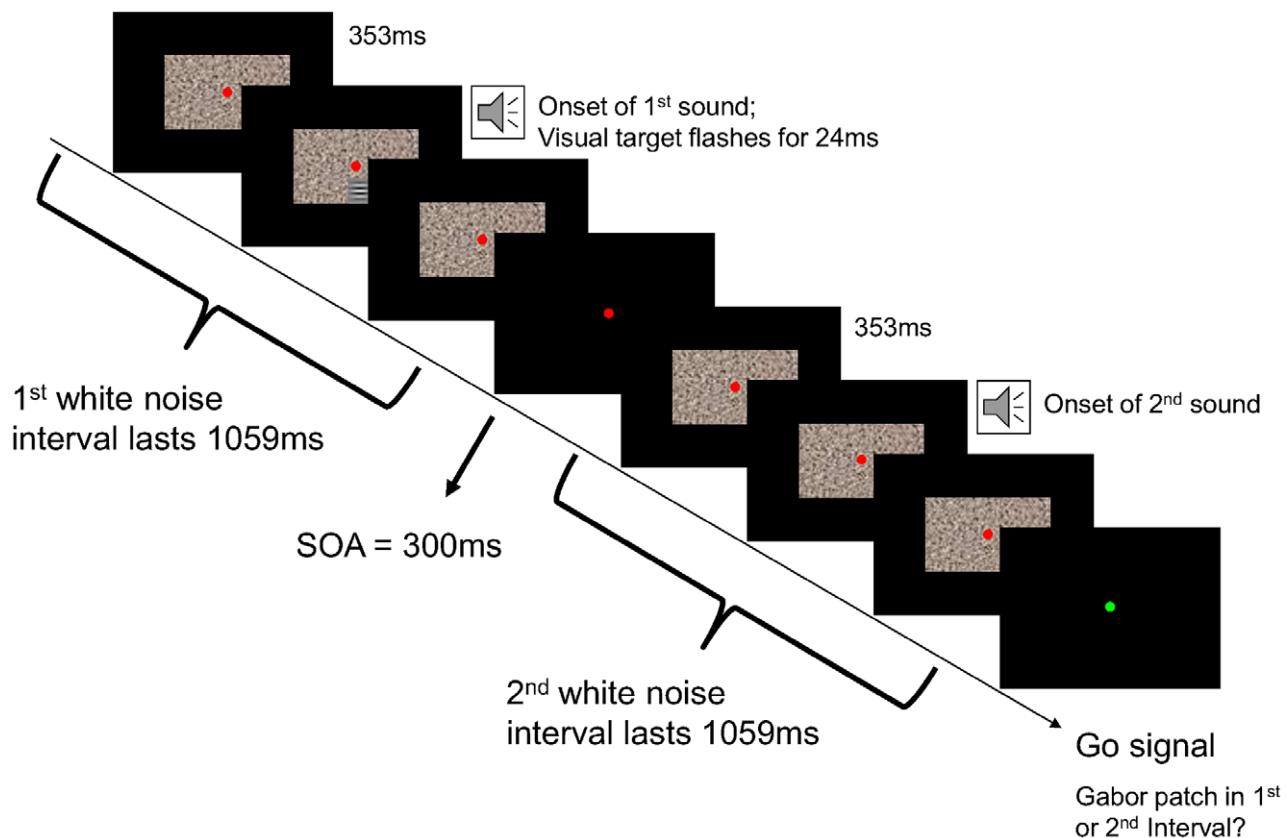 353ms
Onset of 1st sound;
Visual target flashes for 24ms
353ms
Onset of 2nd sound
1st white noise
interval lasts 1059ms
SOA = 300ms
2nd white noise
interval lasts 1059ms
Go signal
Gabor patch in 1st
or 2nd Interval?